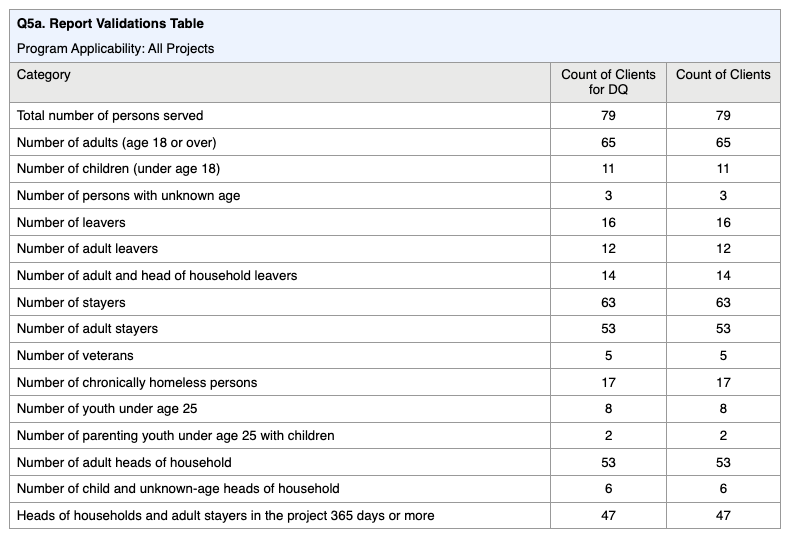 Q5a. Report Validations Table
Program Applicability: All Projects
Category Count of Clients for DQ Count of Clients
Total number of persons served 79 79
Number of adults (age 18 or over) 65 65
Number of children (under age 18) 11 11
Number of persons with unknown age 3 3
Number of leavers 16 16
Number of adult leavers 12 12
Number of adult and head of household leavers 14 14
Number of stayers 63 63
Number of adult stayers 53 53
Number of veterans 5 5
Number of chronically homeless persons 17 17
Number of youth under age 25 8 8
Number of parenting youth under age 25 with children 2 2
Number of adult heads of household 53 53
Number of child and unknown-age heads of household 6 6
Heads of households and adult stayers in the project 365 days or more 47 47